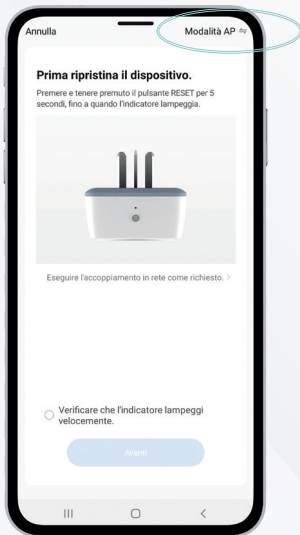 Annulla
Modalità AP
Prima ripristina il dispositivo.
Premere e tenere premuto il pulsante RESET per 5
secondi, fino a quando l'indicatore lampeggia.
Eseguire l'accoppiamento in rete come richiesto. >
Verificare che l'indicatore lampeggi
velocemente.
Avanti